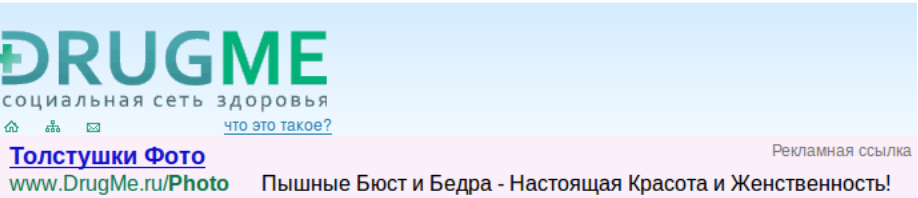 DRUGME
социальная сеть здоровья
что это такое?
Толстушки Фото
Рекламная ссылка
www.DrugMe.ru/Photo Пышные Бюст и Бедра - Настоящая Красота и Женственность!